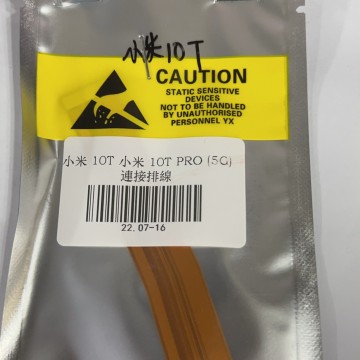 小米10T
CAUTION
STATIC SENSITIVE
DEVICES
NOT TO BE HANDLED
BY UNAUTHORISED
PERSONNEL YX
小米 10T 小米 10T PRO (5G)
連接排線
22.07-16